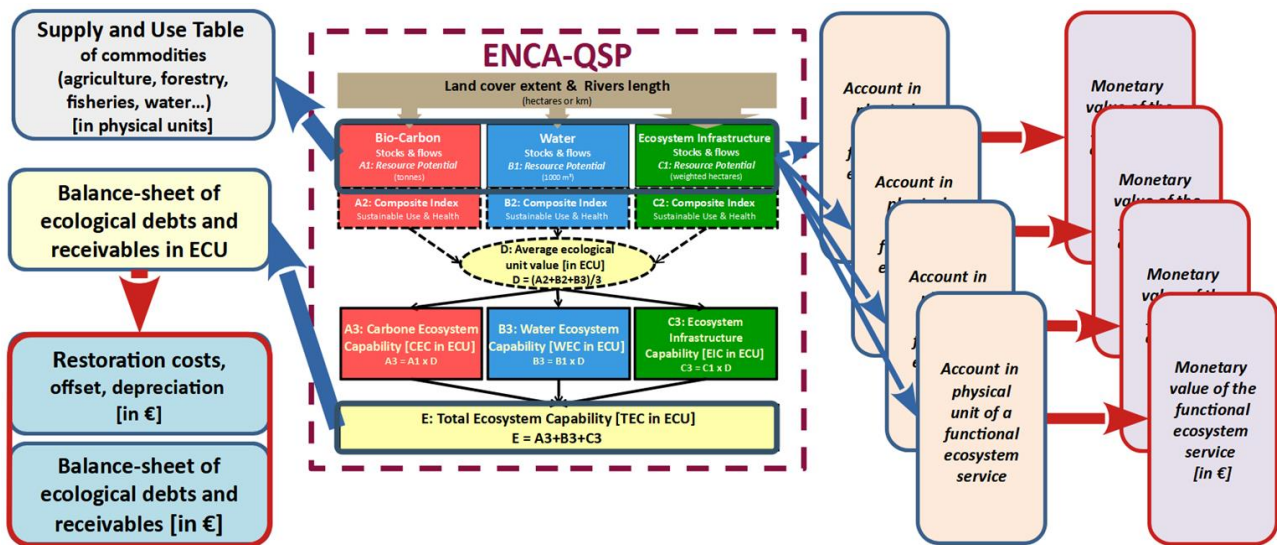 Supply and Use Table
of commodities
(agriculture, forestry,
fisheries, water...)
[in physical units]
Balance-sheet of
ecological debts and
receivables in ECU
Restoration costs,
offset, depreciation
[in €]
Balance-sheet of
ecological debts and
receivables [in €]
ENCA-QSP
Land cover extent & Rivers length
(hectares or km)
Bio-Carbon
Stocks & flows
A1: Resource Potential
(tonnes)
Water
Stocks & flows
B1: Resource Potential
(1000 m³)
Ecosystem Infrastructure
Stocks & flows
C1: Resource Potential
(weighted hectares)
A2: Composite Index
Sustainable Use & Health
B2: Composite Index
Sustainable Use & Health
C2: Composite Index
Sustainable Use & Health
D: Average ecological
unit value [in ECU]
D = (A2+B2+B3)/3
A3: Carbone Ecosystem
Capability [CEC in ECU]
A3 = A1 x D
B3: Water Ecosystem
Capability [WEC in ECU]
B3 = B1 x D
C3: Ecosystem
Infrastructure
Capability [EIC in ECU]
C3 = C1 x D
E: Total Ecosystem Capability [TEC in ECU]
E = A3+B3+C3
Account in
Account in
Account in
Account in
physical
unit of a
functional
ecosystem
service
Monetary
value of the
Monetary
value of the
Monetary
value of the
Monetary
value of the
functional
ecosystem
service
[in €]